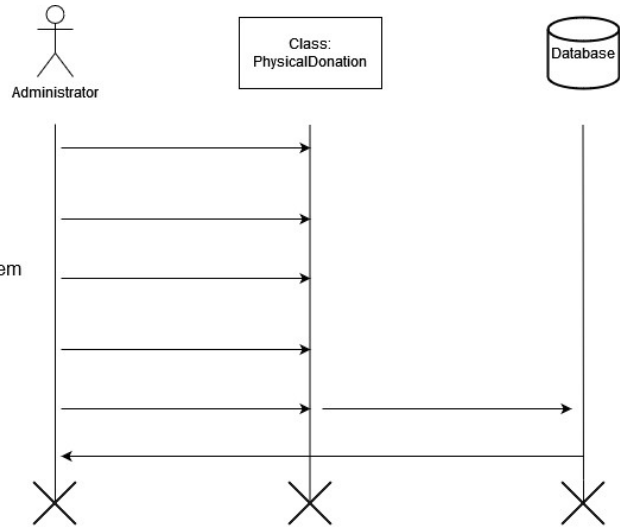 Class:
PhysicalDonation
Database
Administrator
em